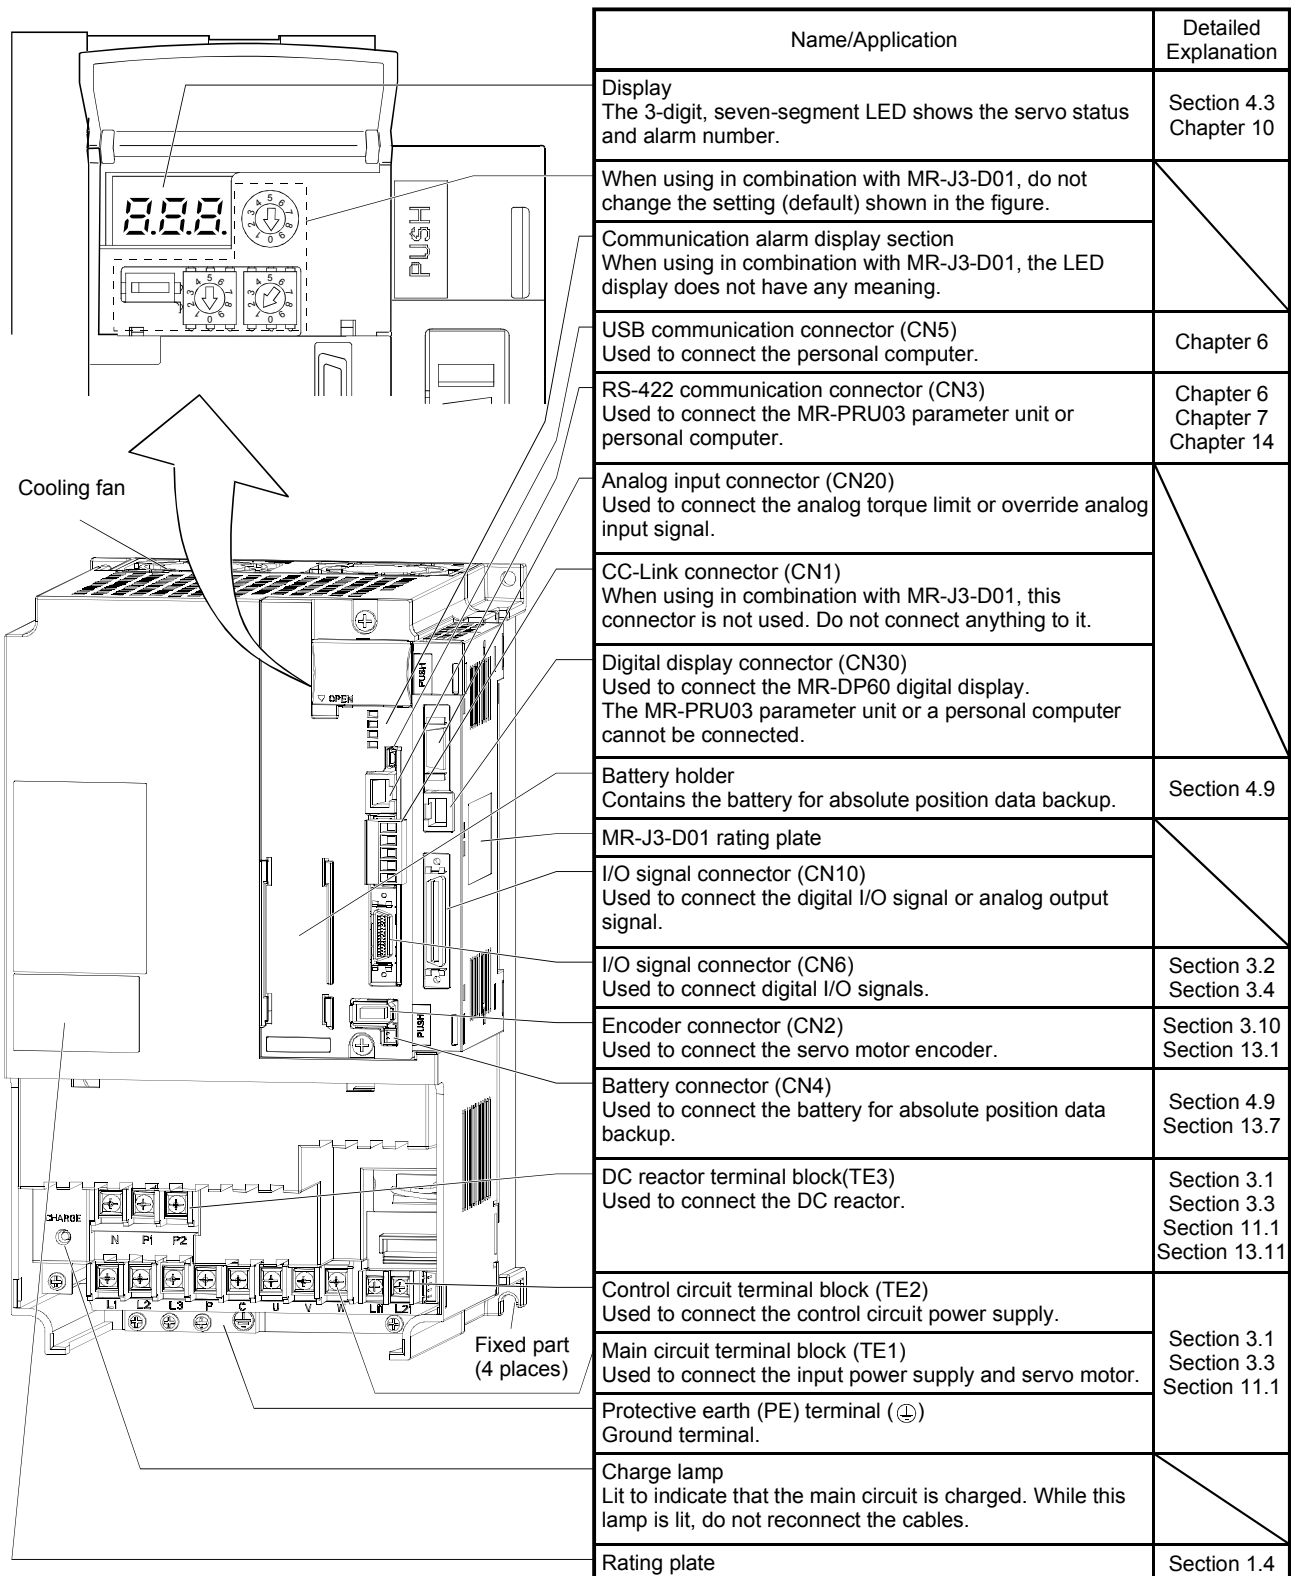 Name/Application
Detailed
Explanation
Display
The 3-digit, seven-segment LED shows the servo status
and alarm number.
Section 4.3
Chapter 10
When using in combination with MR-J3-D01, do not
change the setting (default) shown in the figure.
Communication alarm display section
When using in combination with MR-J3-D01, the LED
display does not have any meaning.
USB communication connector (CN5)
Used to connect the personal computer.
Chapter 6
RS-422 communication connector (CN3)
Used to connect the MR-PRU03 parameter unit or
personal computer.
Chapter 6
Chapter 7
Chapter 14
Analog input connector (CN20)
Used to connect the analog torque limit or override analog
input signal.
CC-Link connector (CN1)
When using in combination with MR-J3-D01, this
connector is not used. Do not connect anything to it.
Digital display connector (CN30)
Used to connect the MR-DP60 digital display.
The MR-PRU03 parameter unit or a personal computer
cannot be connected.
Battery holder
Contains the battery for absolute position data backup.
Section 4.9
MR-J3-D01 rating plate
I/O signal connector (CN10)
Used to connect the digital I/O signal or analog output
signal.
I/O signal connector (CN6)
Used to connect digital I/O signals.
Section 3.2
Section 3.4
Encoder connector (CN2)
Used to connect the servo motor encoder.
Section 3.10
Section 13.1
Battery connector (CN4)
Used to connect the battery for absolute position data
backup.
Section 4.9
Section 13.7
DC reactor terminal block(TE3)
Used to connect the DC reactor.
Section 3.1
Section 3.3
Section 11.1
Section 13.11
Control circuit terminal block (TE2)
Used to connect the control circuit power supply.
Main circuit terminal block (TE1)
Used to connect the input power supply and servo motor.
Protective earth (PE) terminal (⏚)
Ground terminal.
Section 3.1
Section 3.3
Section 11.1
Charge lamp
Lit to indicate that the main circuit is charged. While this
lamp is lit, do not reconnect the cables.
Rating plate
Section 1.4
8.8.8.
PUSH
Cooling fan
OPEN
PUSH
PUSH
CHARGE
N P1 P2
L1 L2 L3 P C U V W L11 L21
Fixed part
(4 places)